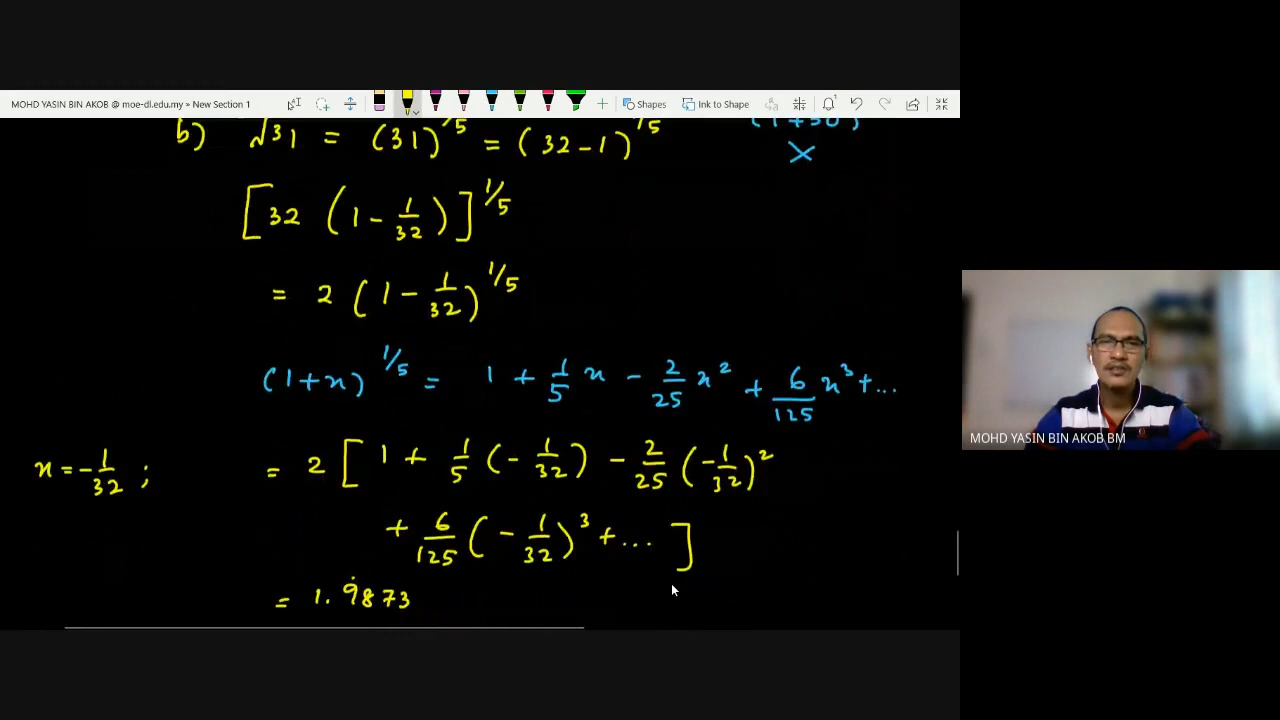 MOHD YASIN BIN AKOB @ moe-dl.edu.my » New Section 1
Shapes
Ink to Shape
b) √31 = (31)^1/5 = (32-1)^1/5
(1+30)
×
[32 (1 - 1/32)]^1/5
= 2 (1 - 1/32)^1/5
(1+x)^1/5 = 1 + 1/5 x - 2/25 x² + 6/125 x³ + ...
x = -1/32 ; = 2 [ 1 + 1/5 (-1/32) - 2/25 (-1/32)²
+ 6/125 (-1/32)³ + ... ]
= 1.9873
MOHD YASIN BIN AKOB BM